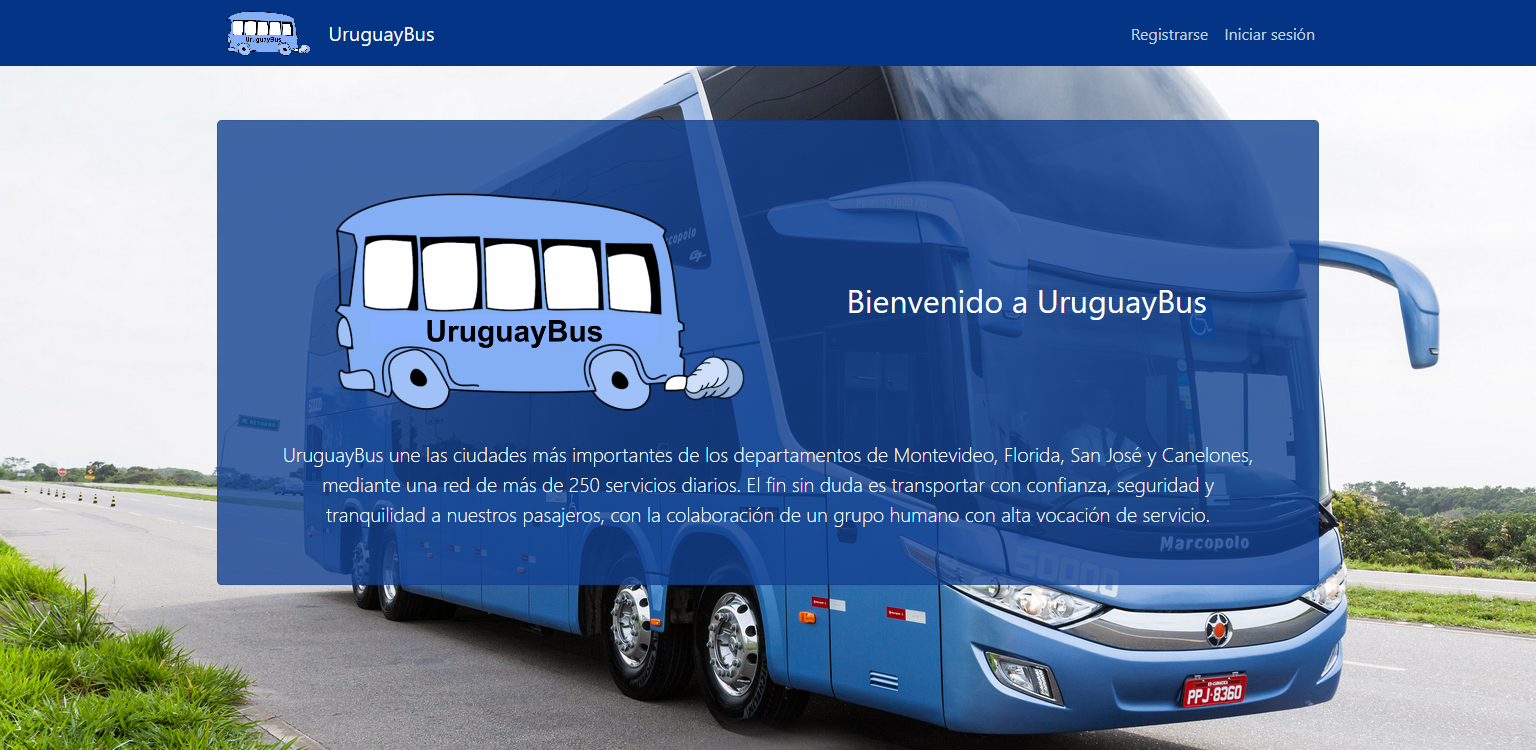 UruguayBus
UruguayBus
Registrarse
Iniciar sesión
UruguayBus
Bienvenido a UruguayBus
UruguayBus une las ciudades más importantes de los departamentos de Montevideo, Florida, San José y Canelones,
mediante una red de más de 250 servicios diarios. El fin sin duda es transportar con confianza, seguridad y
tranquilidad a nuestros pasajeros, con la colaboración de un grupo humano con alta vocación de servicio.
Marcopolo
50000
PPJ-8360